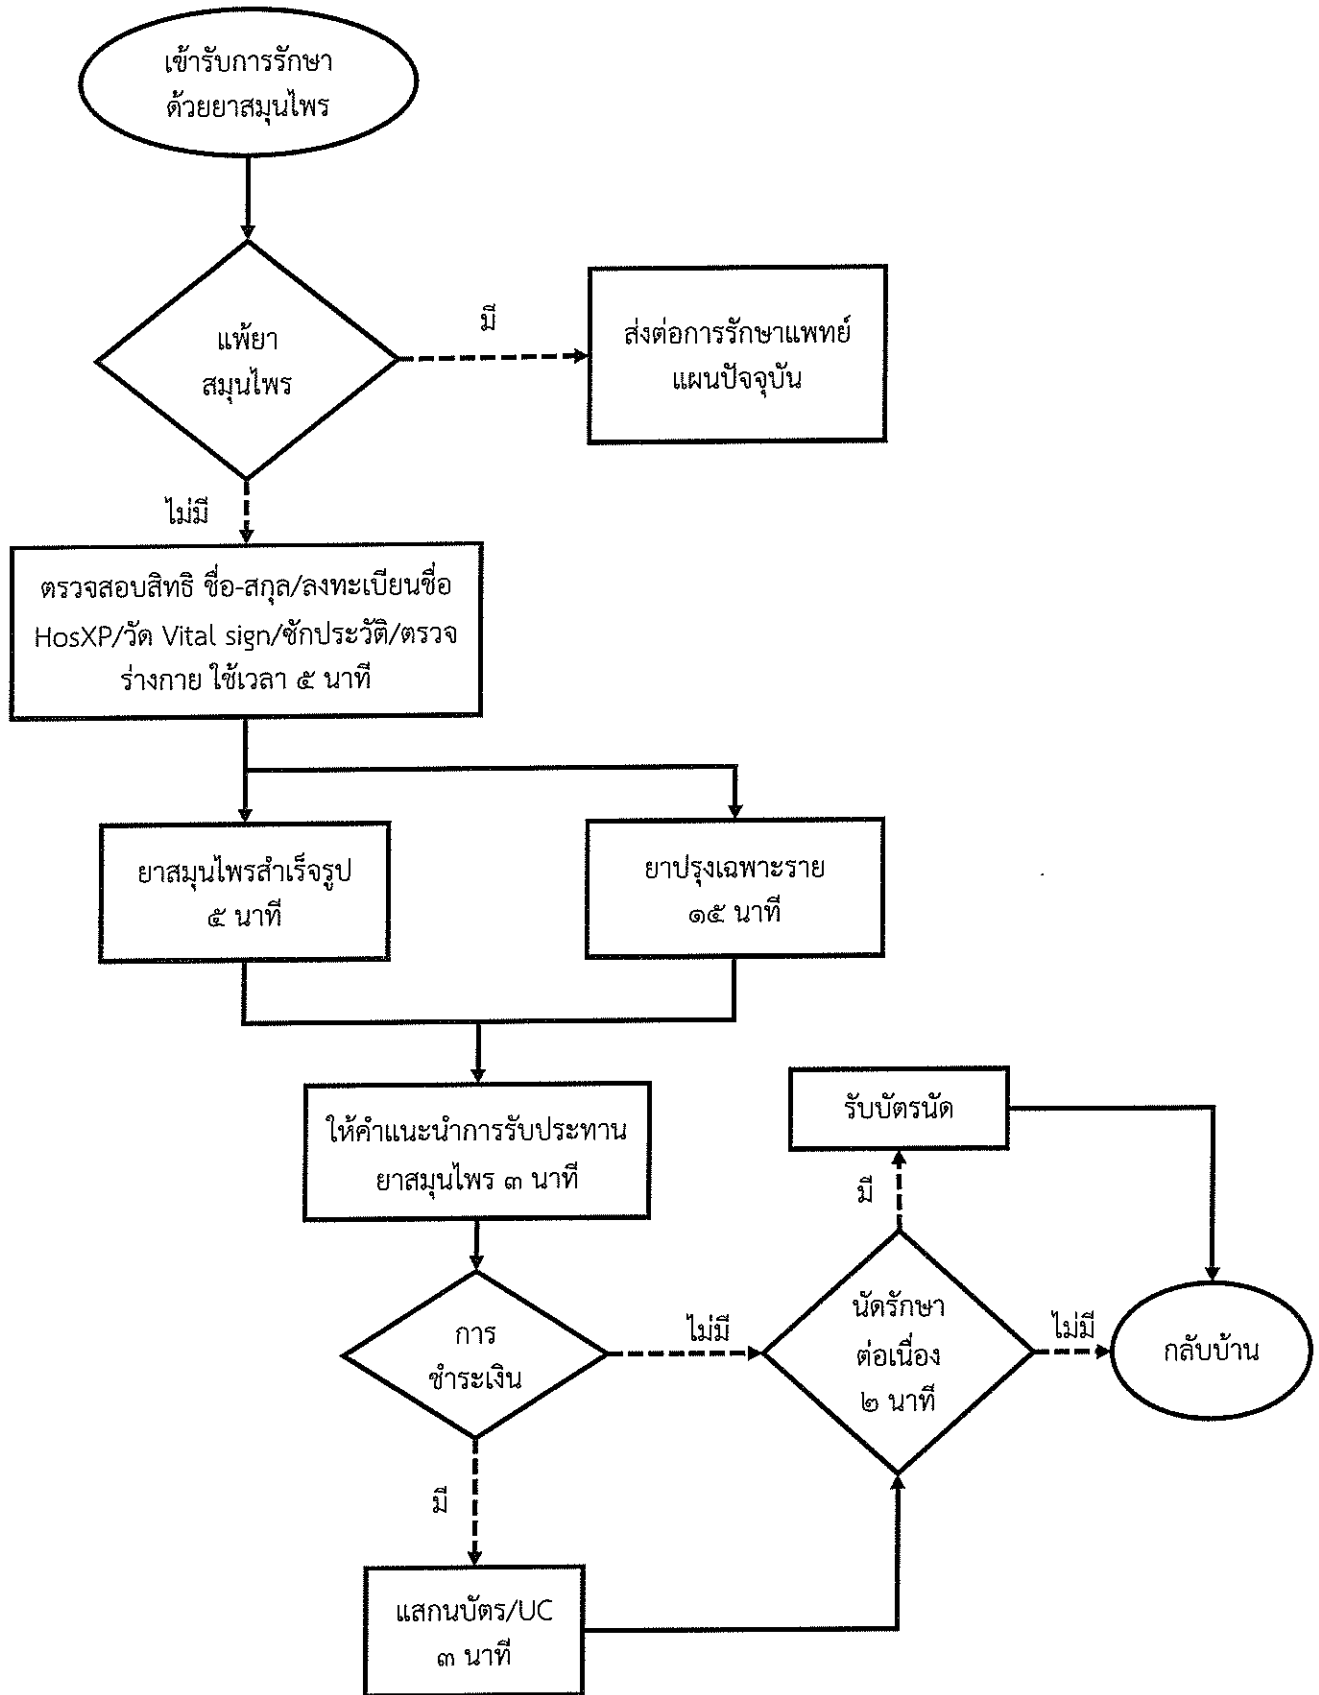 เข้ารับการรักษา
ด้วยยาสมุนไพร
แพ้ยา
สมุนไพร
มี
ส่งต่อการรักษาแพทย์
แผนปัจจุบัน
ไม่มี
ตรวจสอบสิทธิ ชื่อ-สกุล/ลงทะเบียนชื่อ
HosXP/วัด Vital sign/ซักประวัติ/ตรวจ
ร่างกาย ใช้เวลา ๕ นาที
ยาสมุนไพรสำเร็จรูป
๕ นาที
ยาปรุงเฉพาะราย
๑๕ นาที
ให้คำแนะนำการรับประทาน
ยาสมุนไพร ๓ นาที
รับบัตรนัด
มี
การ
ชำระเงิน
ไม่มี
นัดรักษา
ต่อเนื่อง
๒ นาที
ไม่มี
กลับบ้าน
มี
แสกนบัตร/UC
๓ นาที